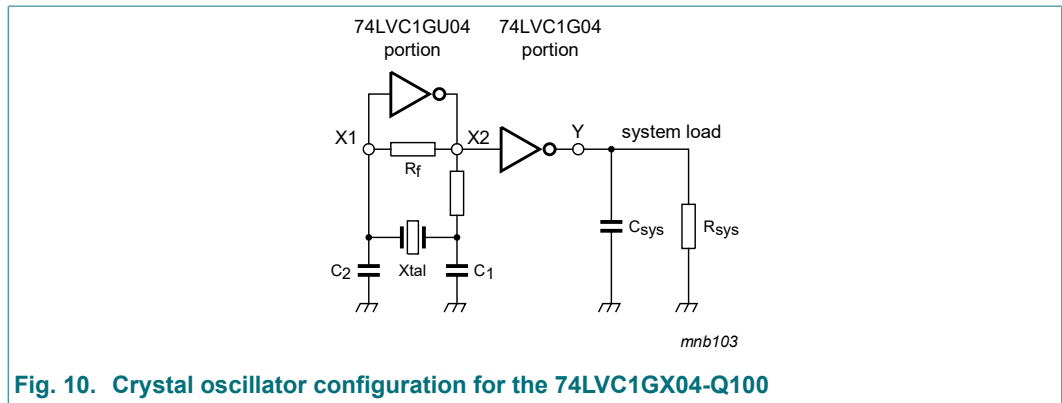 74LVC1GU04 74LVC1G04
portion portion
X1 X2 Y system load
Rf
Csys Rsys
C2 Xtal C1
mnb103
Fig. 10. Crystal oscillator configuration for the 74LVC1GX04-Q100